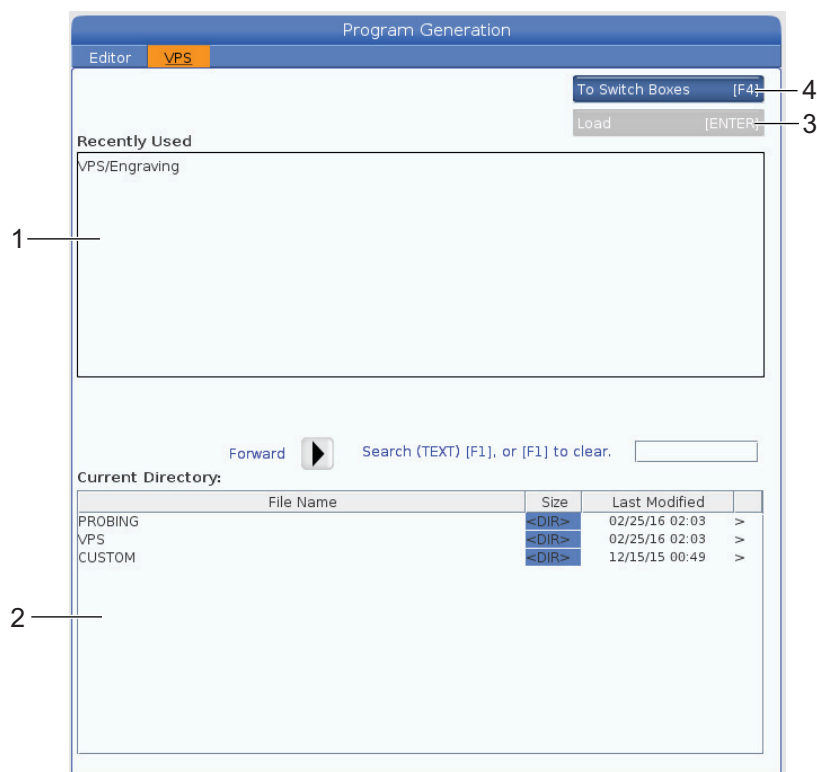 Program Generation
Editor VPS
To Switch Boxes [F4] 4
Load [ENTER] 3
Recently Used
VPS/Engraving
1
Forward Search (TEXT) [F1], or [F1] to clear.
Current Directory:
File Name Size Last Modified
PROBING <DIR> 02/25/16 02:03 >
VPS <DIR> 02/25/16 02:03 >
CUSTOM <DIR> 12/15/15 00:49 >
2